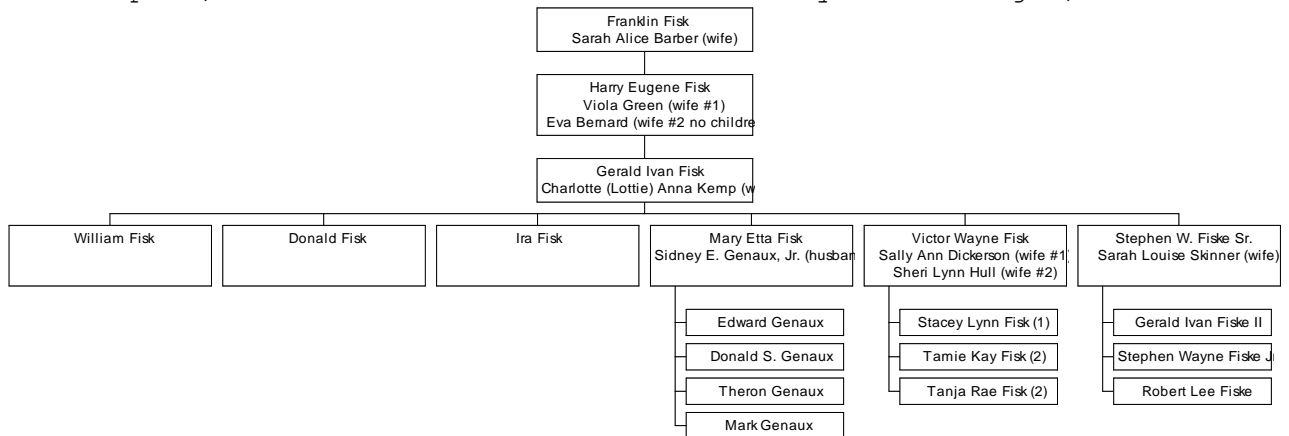 Franklin Fisk
Sarah Alice Barber (wife)
Harry Eugene Fisk
Viola Green (wife #1)
Eva Bernard (wife #2 no childre
Gerald Ivan Fisk
Charlotte (Lottie) Anna Kemp (w
William Fisk
Donald Fisk
Ira Fisk
Mary Etta Fisk
Sidney E. Genaux, Jr. (husban
Victor Wayne Fisk
Sally Ann Dickerson (wife #1)
Sheri Lynn Hull (wife #2)
Stephen W. Fiske Sr.
Sarah Louise Skinner (wife)
Edward Genaux
Donald S. Genaux
Theron Genaux
Mark Genaux
Stacey Lynn Fisk (1)
Tamie Kay Fisk (2)
Tanja Rae Fisk (2)
Gerald Ivan Fiske II
Stephen Wayne Fiske J
Robert Lee Fiske